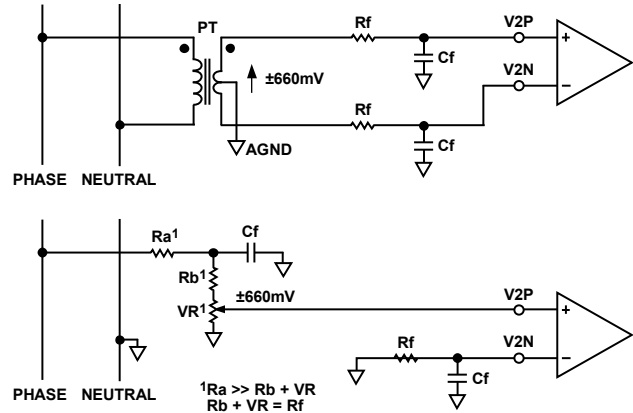 PT
Rf
V2P
+
Cf
±660mV
Rf
V2N
–
Cf
AGND
PHASE NEUTRAL
Ra¹
Cf
Rb¹
VR¹
±660mV
V2P
+
Rf
V2N
–
Cf
PHASE NEUTRAL
¹Ra >> Rb + VR
Rb + VR = Rf